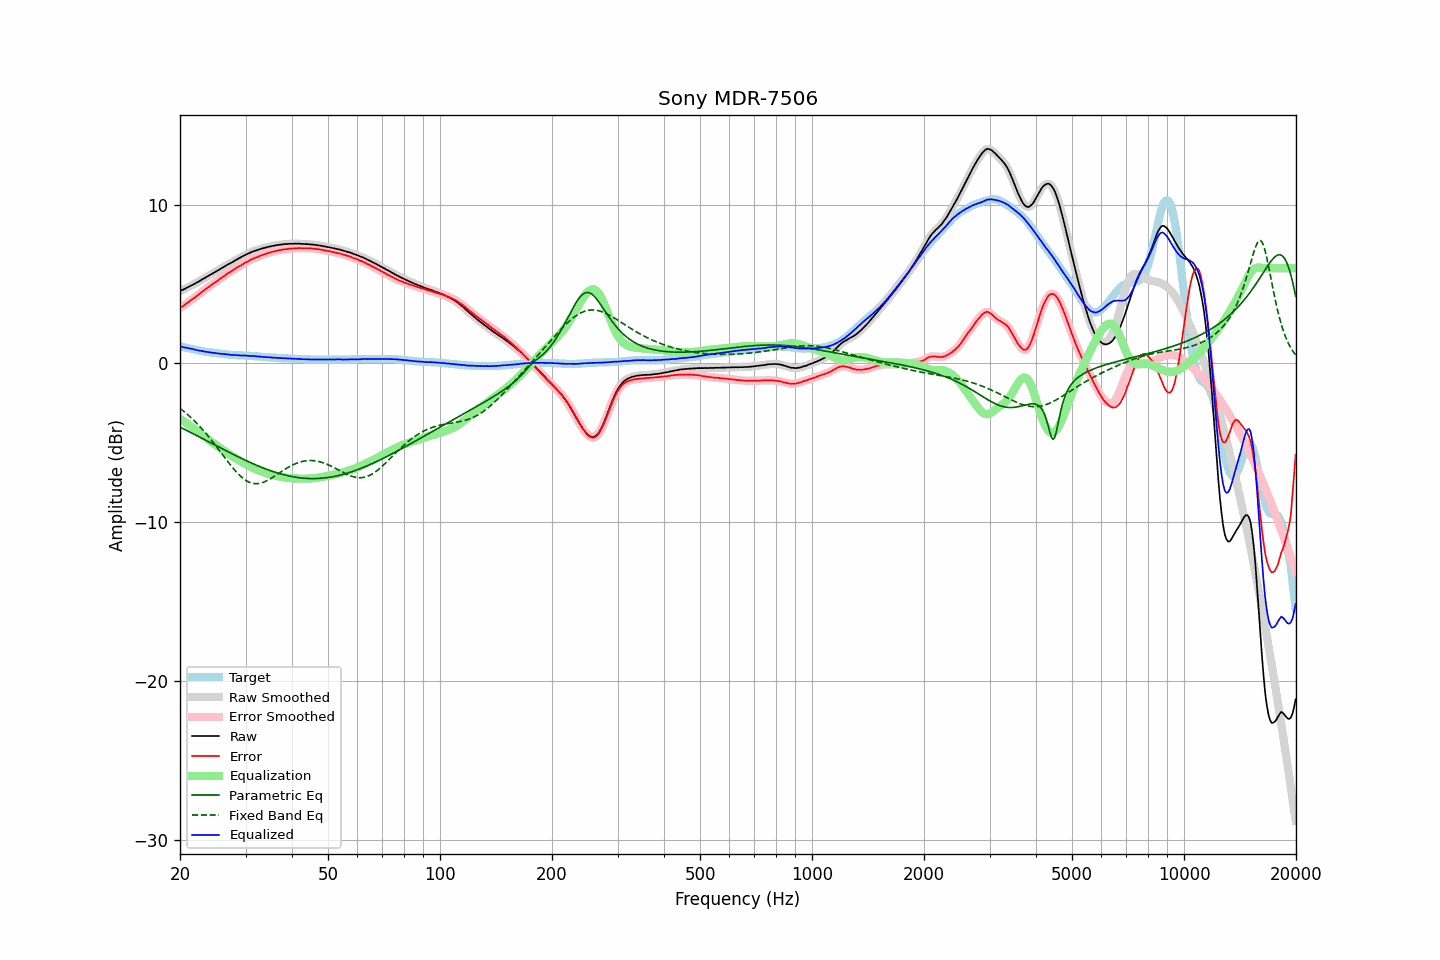 Sony MDR-7506
Amplitude (dBr)
10
0
−10
−20
−30
Target
Raw Smoothed
Error Smoothed
Raw
Error
Equalization
Parametric Eq
Fixed Band Eq
Equalized
20 50 100 200 500 1000 2000 5000 10000 20000
Frequency (Hz)